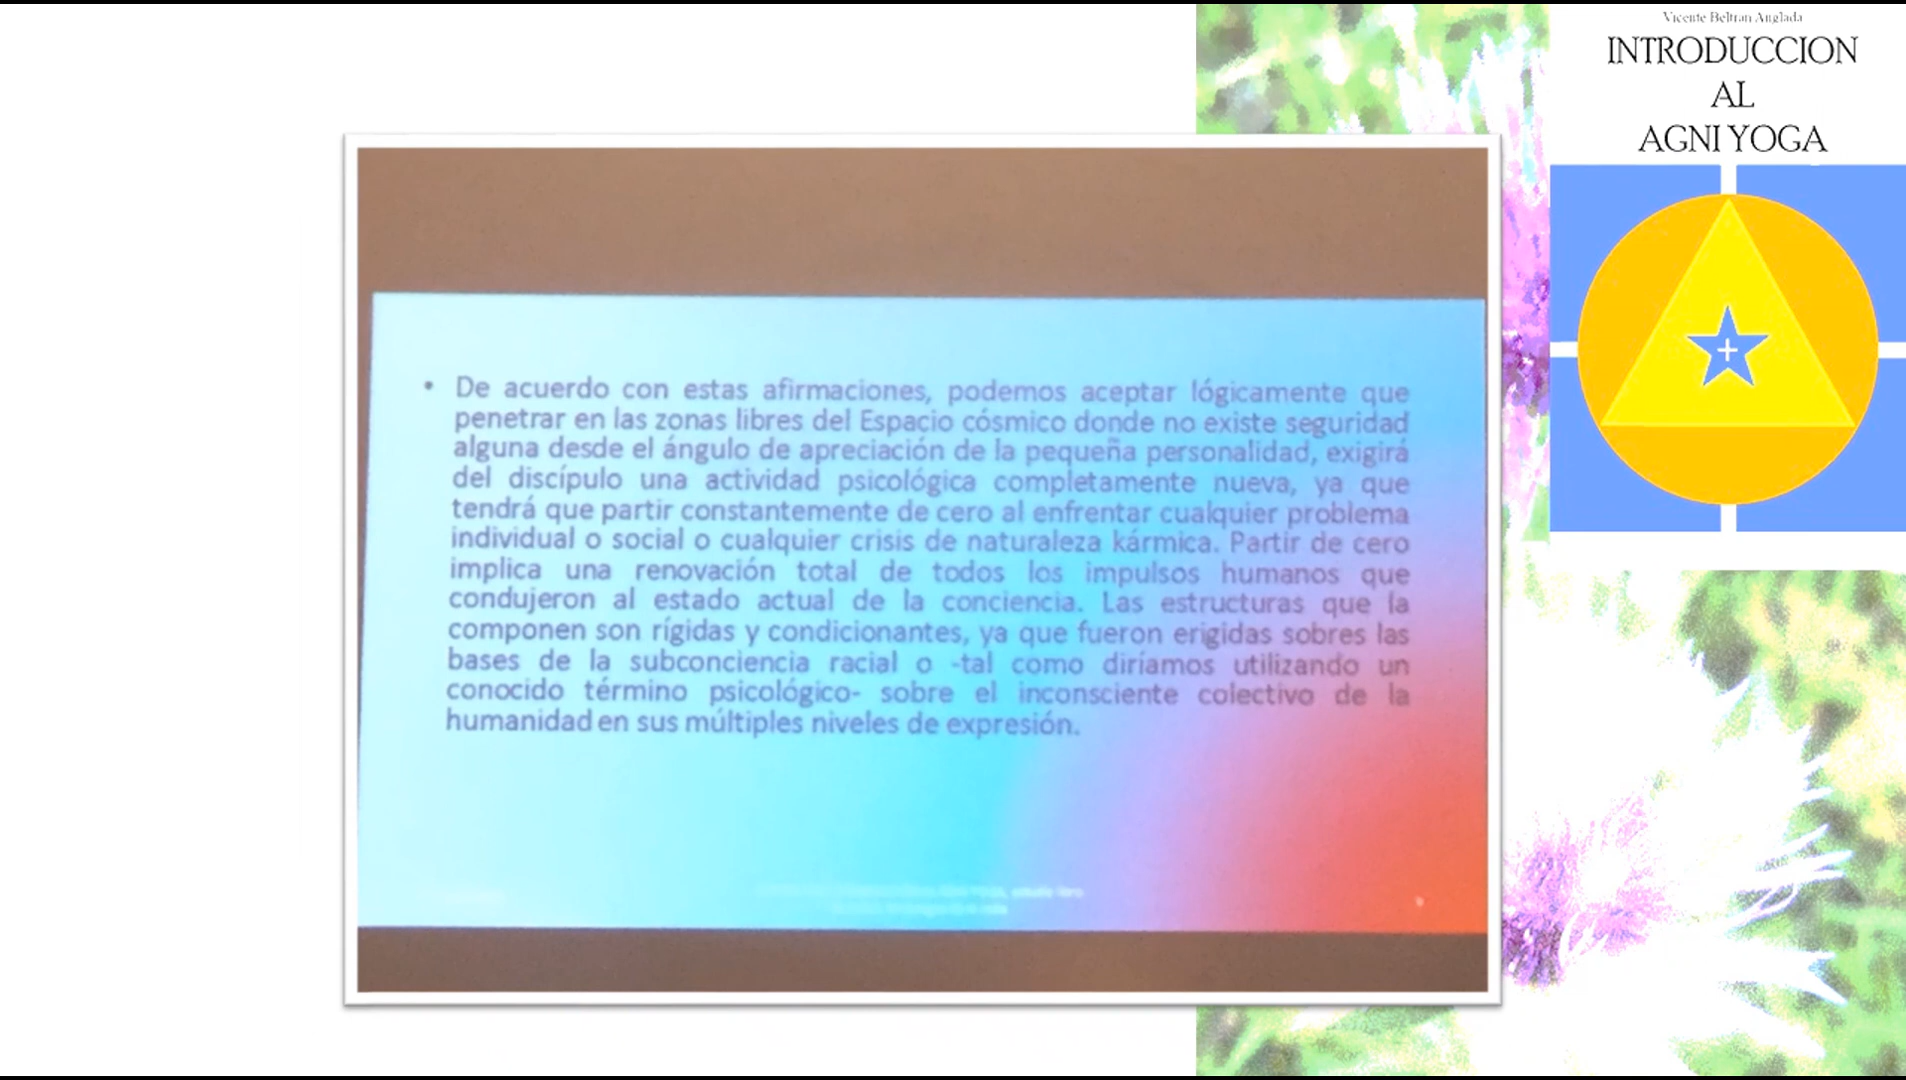 Vicente Beltran Anglada
INTRODUCCION
AL
AGNI YOGA
• De acuerdo con estas afirmaciones, podemos aceptar lógicamente que
penetrar en las zonas libres del Espacio cósmico donde no existe seguridad
alguna desde el ángulo de apreciación de la pequeña personalidad, exigirá
del discípulo una actividad psicológica completamente nueva, ya que
tendrá que partir constantemente de cero al enfrentar cualquier problema
individual o social o cualquier crisis de naturaleza kármica. Partir de cero
implica una renovación total de todos los impulsos humanos que
condujeron al estado actual de la conciencia. Las estructuras que la
componen son rígidas y condicionantes, ya que fueron erigidas sobres las
bases de la subconciencia racial o -tal como diríamos utilizando un
conocido término psicológico- sobre el inconsciente colectivo de la
humanidad en sus múltiples niveles de expresión.